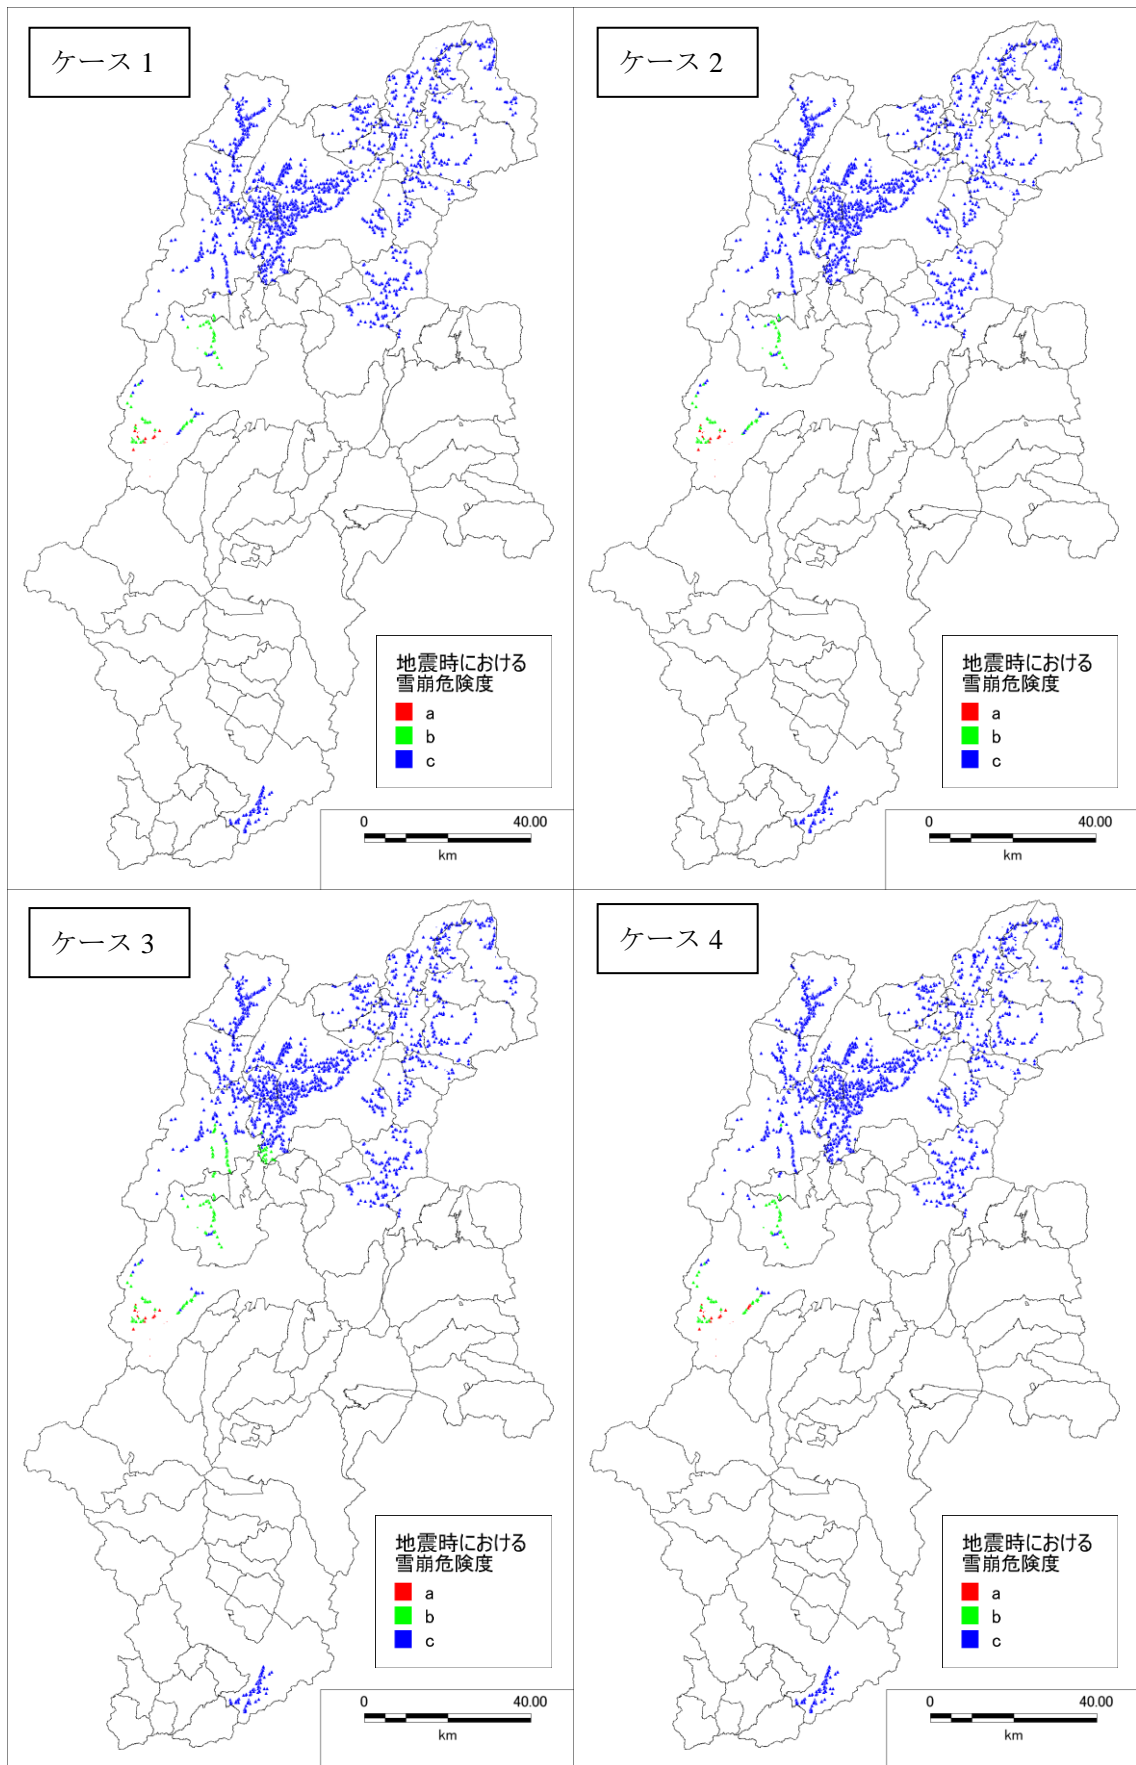 ケース 1
地震時における
雪崩危険度
a
b
c
0 40.00
km
ケース 2
地震時における
雪崩危険度
a
b
c
0 40.00
km
ケース 3
地震時における
雪崩危険度
a
b
c
0 40.00
km
ケース 4
地震時における
雪崩危険度
a
b
c
0 40.00
km